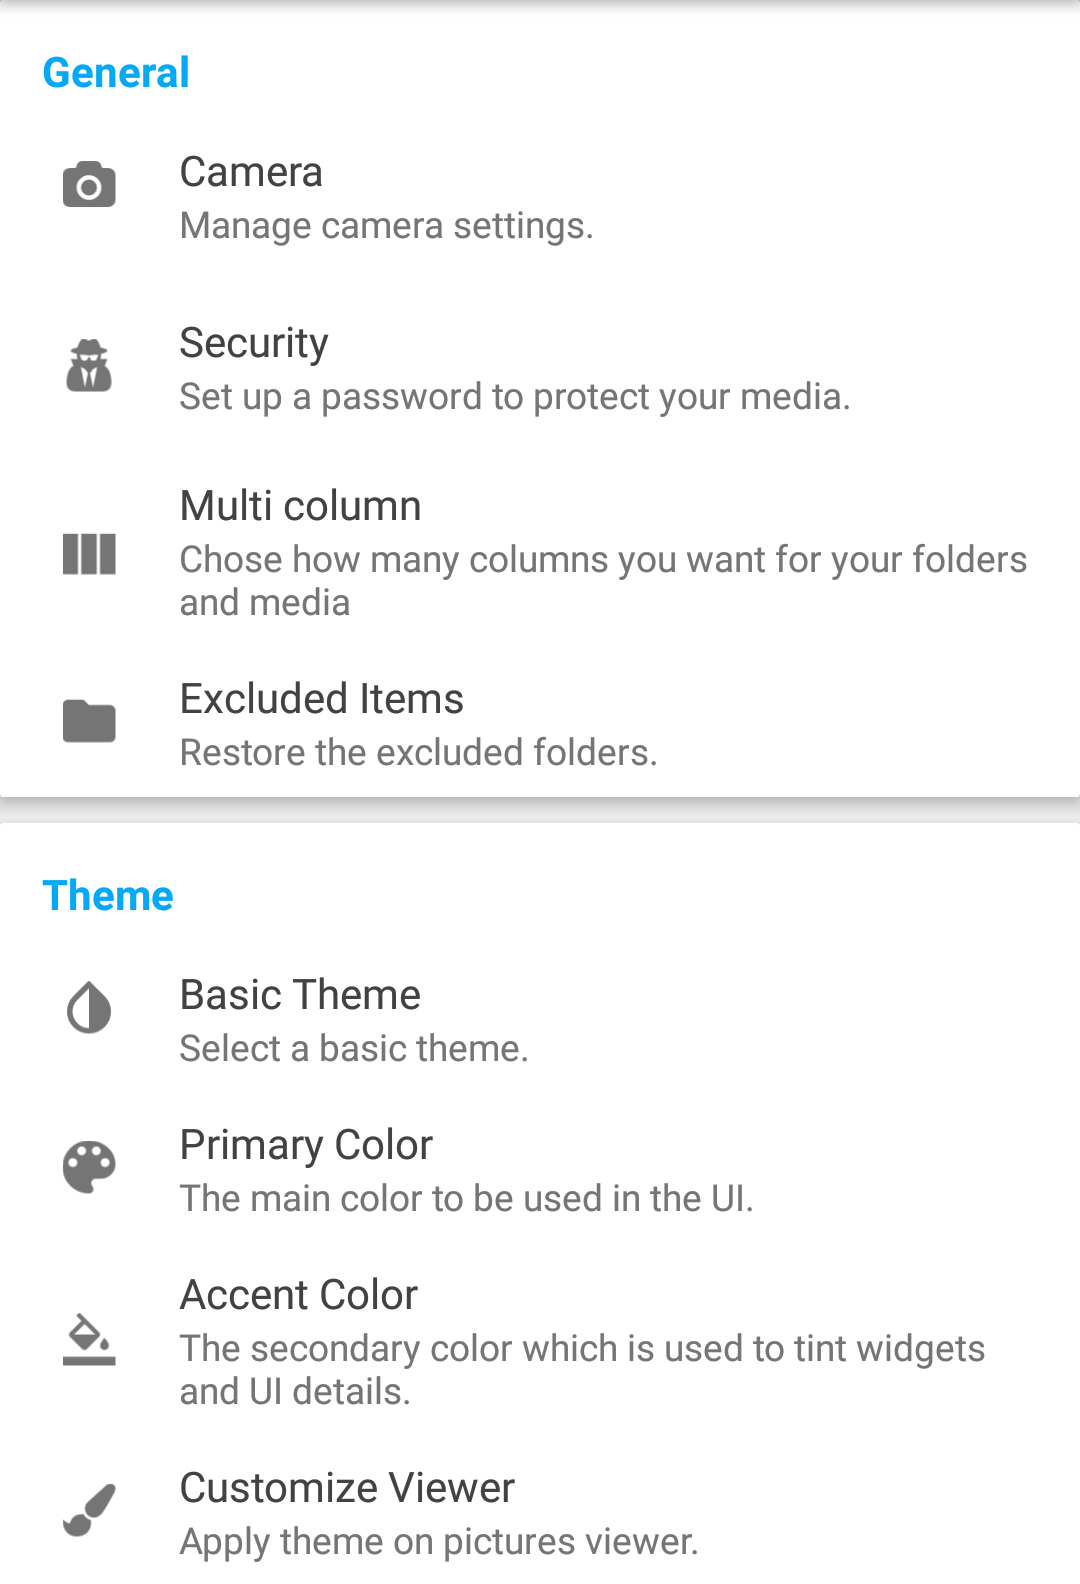 General
Camera
Manage camera settings.
Security
Set up a password to protect your media.
Multi column
Chose how many columns you want for your folders
and media
Excluded Items
Restore the excluded folders.
Theme
Basic Theme
Select a basic theme.
Primary Color
The main color to be used in the UI.
Accent Color
The secondary color which is used to tint widgets
and UI details.
Customize Viewer
Apply theme on pictures viewer.